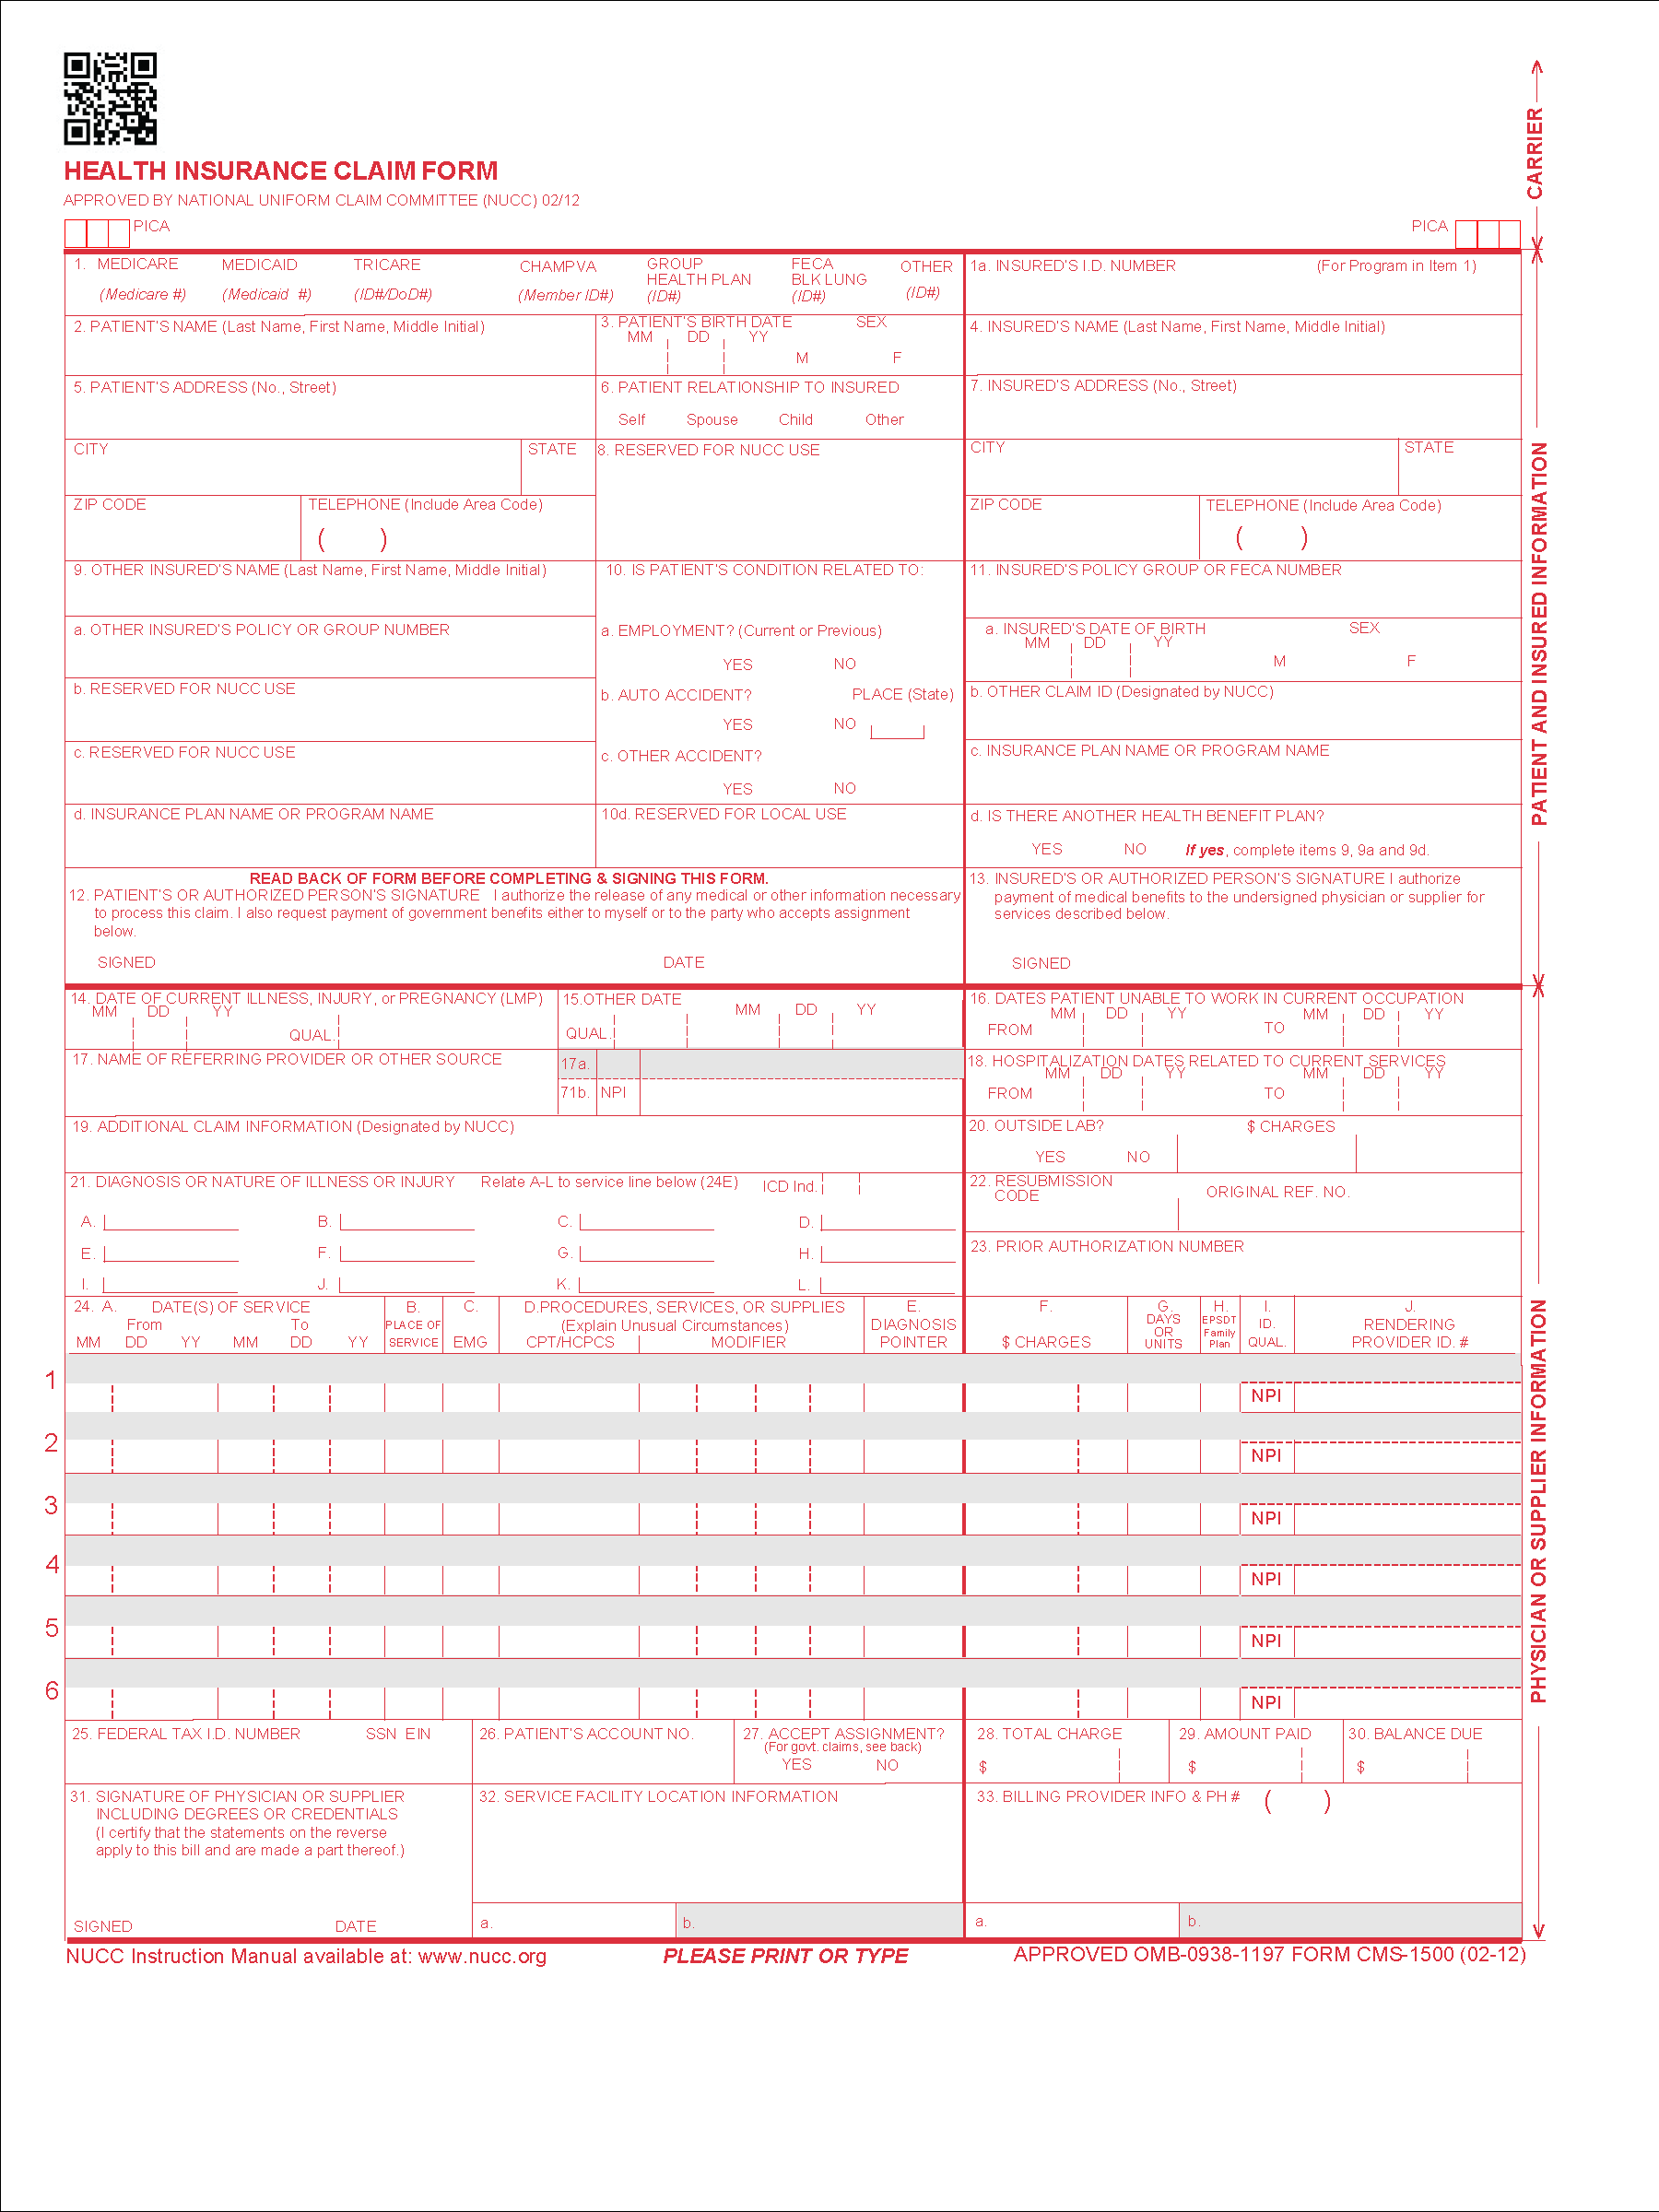 HEALTH INSURANCE CLAIM FORM
APPROVED BY NATIONAL UNIFORM CLAIM COMMITTEE (NUCC) 02/12
PICA
PICA
CARRIER
1. MEDICARE MEDICAID TRICARE CHAMPVA GROUP HEALTH PLAN FECA BLK LUNG OTHER
(Medicare #) (Medicaid #) (ID#/DoD#) (Member ID#) (ID#) (ID#) (ID#)
1a. INSURED'S I.D. NUMBER (For Program in Item 1)
2. PATIENT'S NAME (Last Name, First Name, Middle Initial)
3. PATIENT'S BIRTH DATE SEX
MM DD YY
M F
4. INSURED'S NAME (Last Name, First Name, Middle Initial)
5. PATIENT'S ADDRESS (No., Street)
6. PATIENT RELATIONSHIP TO INSURED
Self Spouse Child Other
7. INSURED'S ADDRESS (No., Street)
CITY STATE
8. RESERVED FOR NUCC USE
CITY STATE
ZIP CODE TELEPHONE (Include Area Code)
( )
ZIP CODE TELEPHONE (Include Area Code)
( )
9. OTHER INSURED'S NAME (Last Name, First Name, Middle Initial)
10. IS PATIENT'S CONDITION RELATED TO:
11. INSURED'S POLICY GROUP OR FECA NUMBER
a. OTHER INSURED'S POLICY OR GROUP NUMBER
a. EMPLOYMENT? (Current or Previous)
YES NO
a. INSURED'S DATE OF BIRTH SEX
MM DD YY
M F
b. RESERVED FOR NUCC USE
b. AUTO ACCIDENT? PLACE (State)
YES NO
b. OTHER CLAIM ID (Designated by NUCC)
c. RESERVED FOR NUCC USE
c. OTHER ACCIDENT?
YES NO
c. INSURANCE PLAN NAME OR PROGRAM NAME
d. INSURANCE PLAN NAME OR PROGRAM NAME
10d. RESERVED FOR LOCAL USE
d. IS THERE ANOTHER HEALTH BENEFIT PLAN?
YES NO If yes, complete items 9, 9a and 9d.
READ BACK OF FORM BEFORE COMPLETING & SIGNING THIS FORM.
12. PATIENT'S OR AUTHORIZED PERSON'S SIGNATURE I authorize the release of any medical or other information necessary
to process this claim. I also request payment of government benefits either to myself or to the party who accepts assignment
below.
SIGNED DATE
13. INSURED'S OR AUTHORIZED PERSON'S SIGNATURE I authorize
payment of medical benefits to the undersigned physician or supplier for
services described below.
SIGNED
PATIENT AND INSURED INFORMATION
14. DATE OF CURRENT ILLNESS, INJURY, or PREGNANCY (LMP)
MM DD YY
QUAL.
15.OTHER DATE
MM DD YY
QUAL.
16. DATES PATIENT UNABLE TO WORK IN CURRENT OCCUPATION
MM DD YY MM DD YY
FROM TO
17. NAME OF REFERRING PROVIDER OR OTHER SOURCE
17a.
71b. NPI
18. HOSPITALIZATION DATES RELATED TO CURRENT SERVICES
MM DD YY MM DD YY
FROM TO
19. ADDITIONAL CLAIM INFORMATION (Designated by NUCC)
20. OUTSIDE LAB? $ CHARGES
YES NO
21. DIAGNOSIS OR NATURE OF ILLNESS OR INJURY Relate A-L to service line below (24E) ICD Ind.
A. B. C. D.
E. F. G. H.
I. J. K. L.
22. RESUBMISSION
CODE ORIGINAL REF. NO.
23. PRIOR AUTHORIZATION NUMBER
24. A. DATE(S) OF SERVICE
From To
MM DD YY MM DD YY
B.
PLACE OF
SERVICE
C.
EMG
D.PROCEDURES, SERVICES, OR SUPPLIES
(Explain Unusual Circumstances)
CPT/HCPCS MODIFIER
E.
DIAGNOSIS
POINTER
F.
$ CHARGES
G.
DAYS
OR
UNITS
H.
EPSDT
Family
Plan
I.
ID.
QUAL.
J.
RENDERING
PROVIDER ID. #
1
NPI
2
NPI
3
NPI
4
NPI
5
NPI
6
NPI
25. FEDERAL TAX I.D. NUMBER SSN EIN
26. PATIENT'S ACCOUNT NO.
27. ACCEPT ASSIGNMENT?
(For govt. claims, see back)
YES NO
28. TOTAL CHARGE
$
29. AMOUNT PAID
$
30. BALANCE DUE
$
31. SIGNATURE OF PHYSICIAN OR SUPPLIER
INCLUDING DEGREES OR CREDENTIALS
(I certify that the statements on the reverse
apply to this bill and are made a part thereof.)
SIGNED DATE
32. SERVICE FACILITY LOCATION INFORMATION
a. b.
33. BILLING PROVIDER INFO & PH # ( )
a. b.
PHYSICIAN OR SUPPLIER INFORMATION
NUCC Instruction Manual available at: www.nucc.org
PLEASE PRINT OR TYPE
APPROVED OMB-0938-1197 FORM CMS-1500 (02-12)